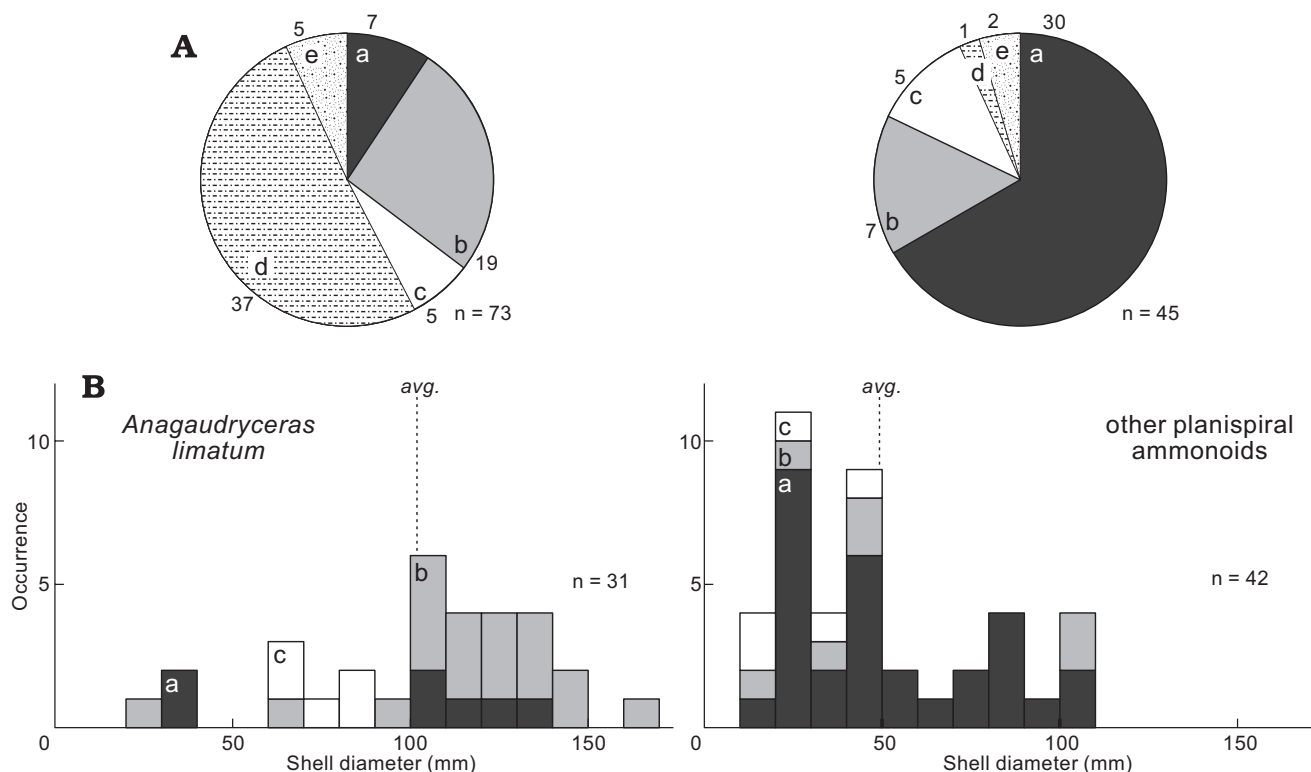 A
5
7
e
a
b
19
c
5
d
37
n = 73
1
2
30
e
a
d
5
c
7
b
n = 45
B
Anagaudryceras
limatum
avg.
10
5
Occurrence
a
c
b
n = 31
0
50
100
150
Shell diameter (mm)
avg.
other planispiral
ammonoids
10
5
c
b
a
n = 42
0
50
100
150
Shell diameter (mm)